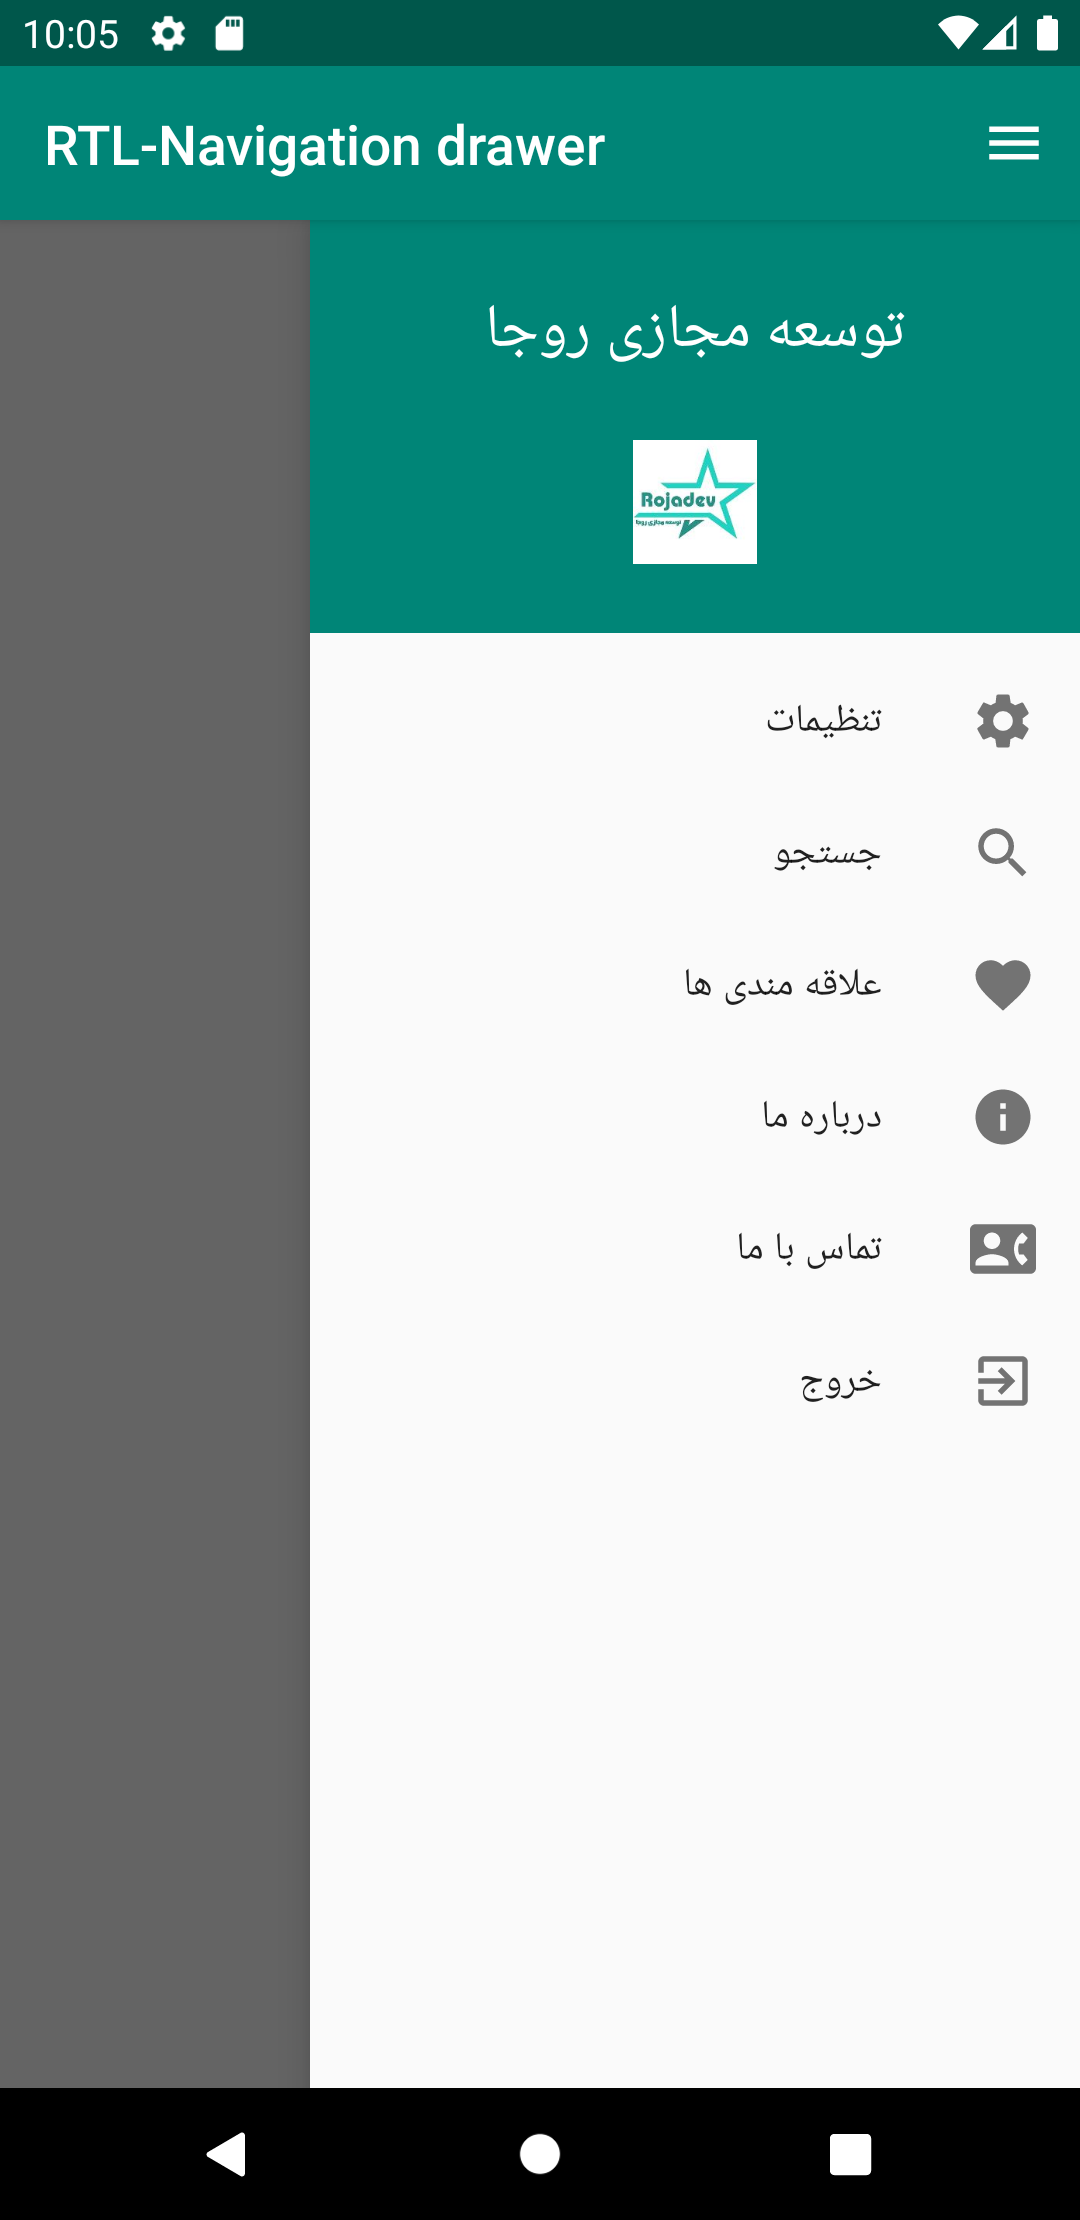 10:05
RTL-Navigation drawer
توسعه مجازی روجا
Rojadev
توسعه مجازی روجا
تنظیمات
جستجو
علاقه مندی ها
درباره ما
تماس با ما
خروج